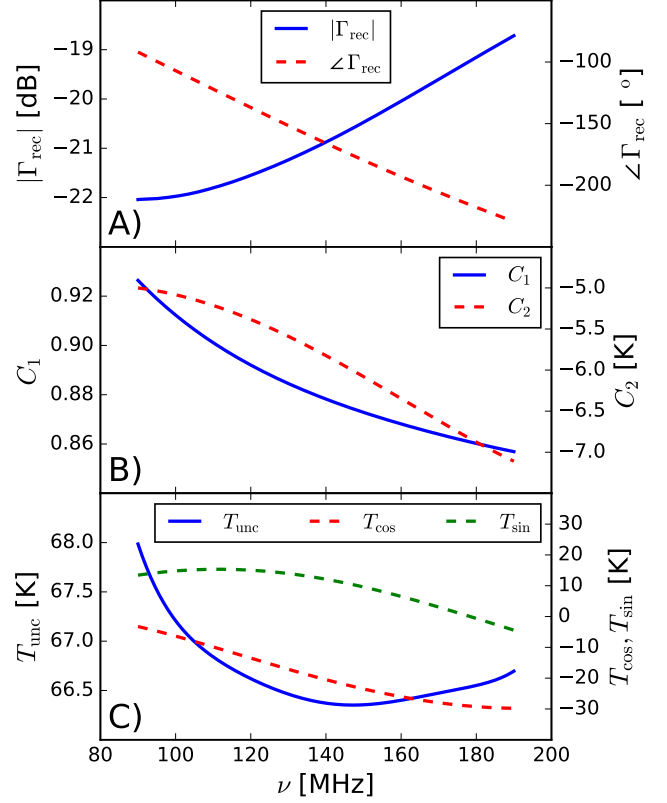 |Γrec| [dB]
−19
−20
−21
−22
|Γrec|
∠Γrec
−100
−150
−200
∠Γrec [ °]
A)
C1
0.92
0.90
0.88
0.86
C1
C2
−5.0
−5.5
−6.0
−6.5
−7.0
C2 [K]
B)
Tunc [K]
68.0
67.5
67.0
66.5
Tunc
Tcos
Tsin
30
20
10
0
−10
−20
−30
Tcos, Tsin [K]
C)
80
100
120
140
160
180
200
ν [MHz]